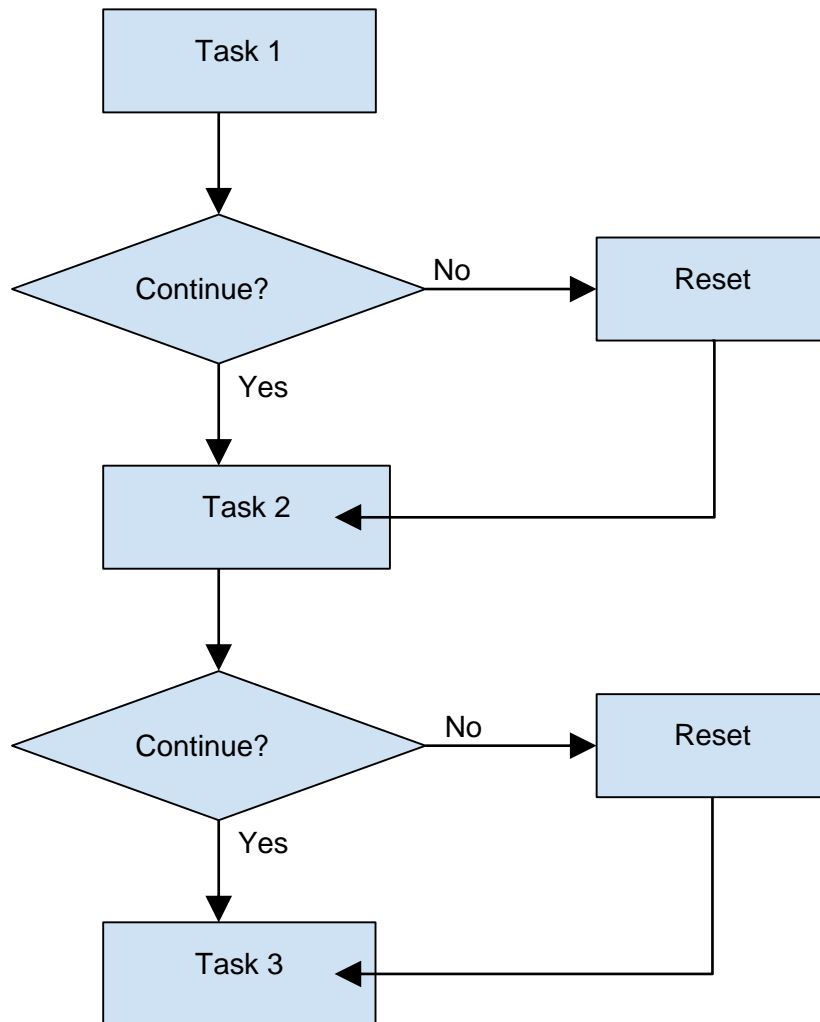 Task 1
Continue?
No
Reset
Yes
Task 2
Continue?
No
Reset
Yes
Task 3